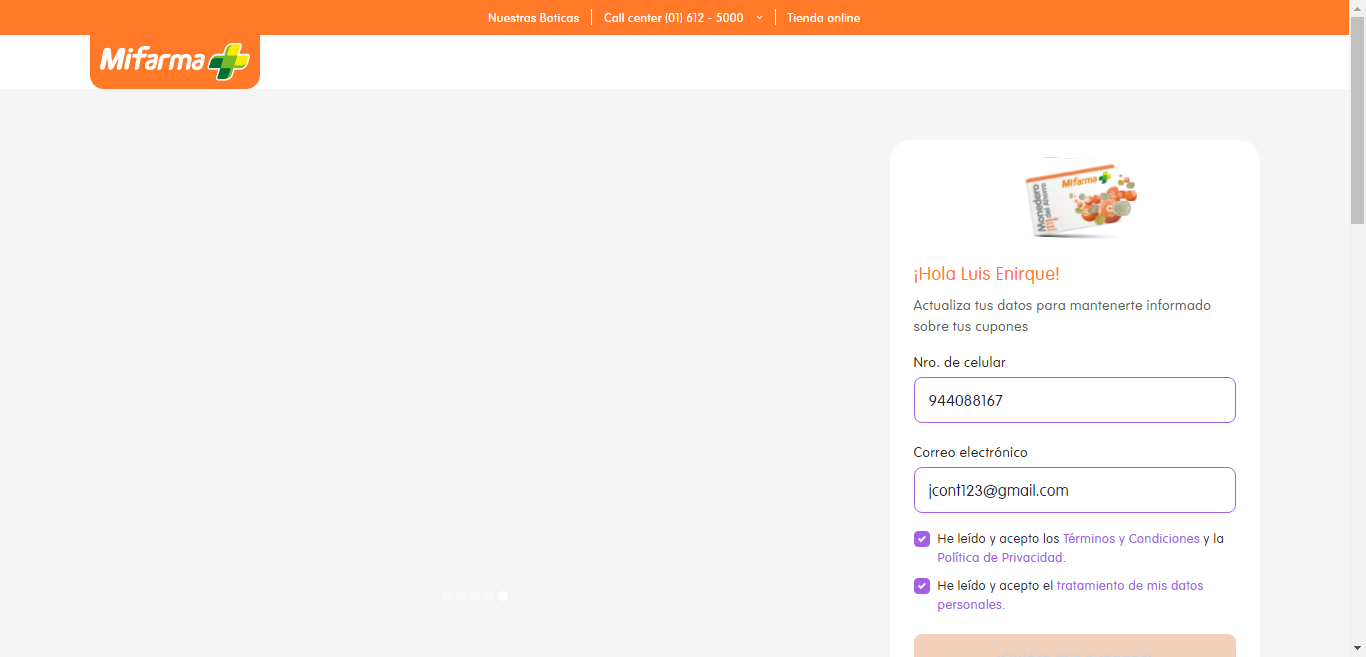 Nuestras Boticas
Call center (01) 612 - 5000
Tienda online
Mifarma
Mifarma
Monedero
del Ahorro
¡Hola Luis Enirque!
Actualiza tus datos para mantenerte informado
sobre tus cupones
Nro. de celular
944088167
Correo electrónico
jcont123@gmail.com
He leído y acepto los Términos y Condiciones y la
Política de Privacidad.
He leído y acepto el tratamiento de mis datos
personales.